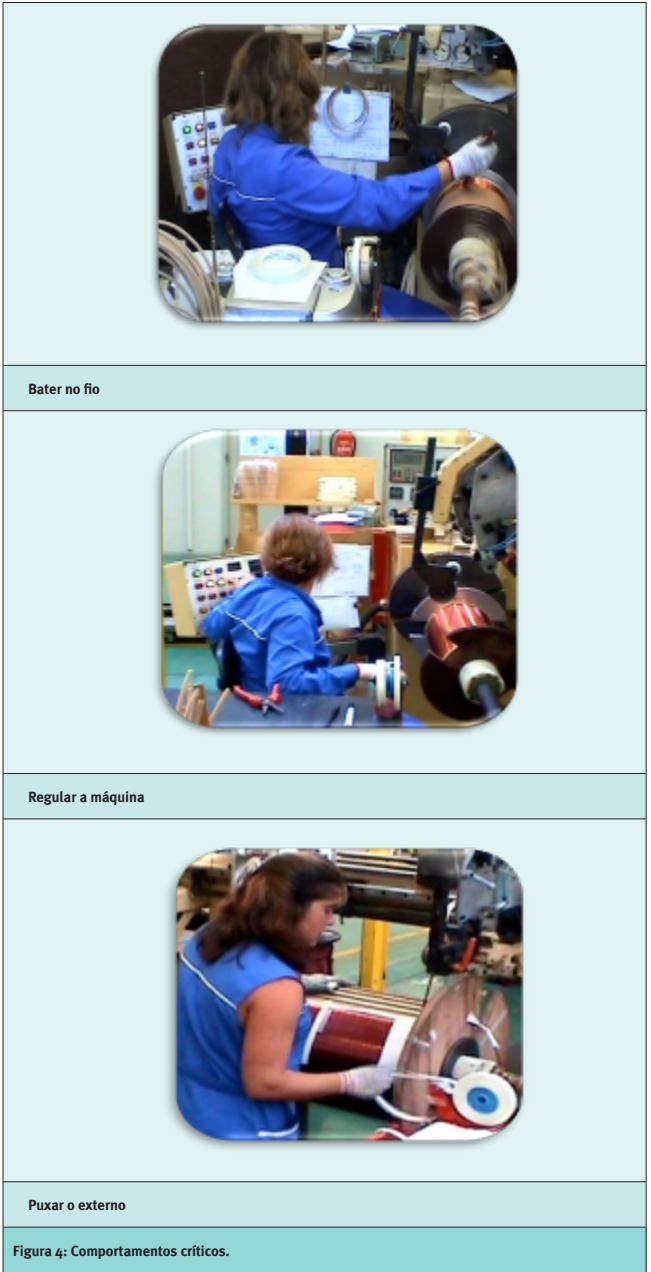 Bater no fio
Regular a máquina
Puxar o externo
Figura 4: Comportamentos críticos.